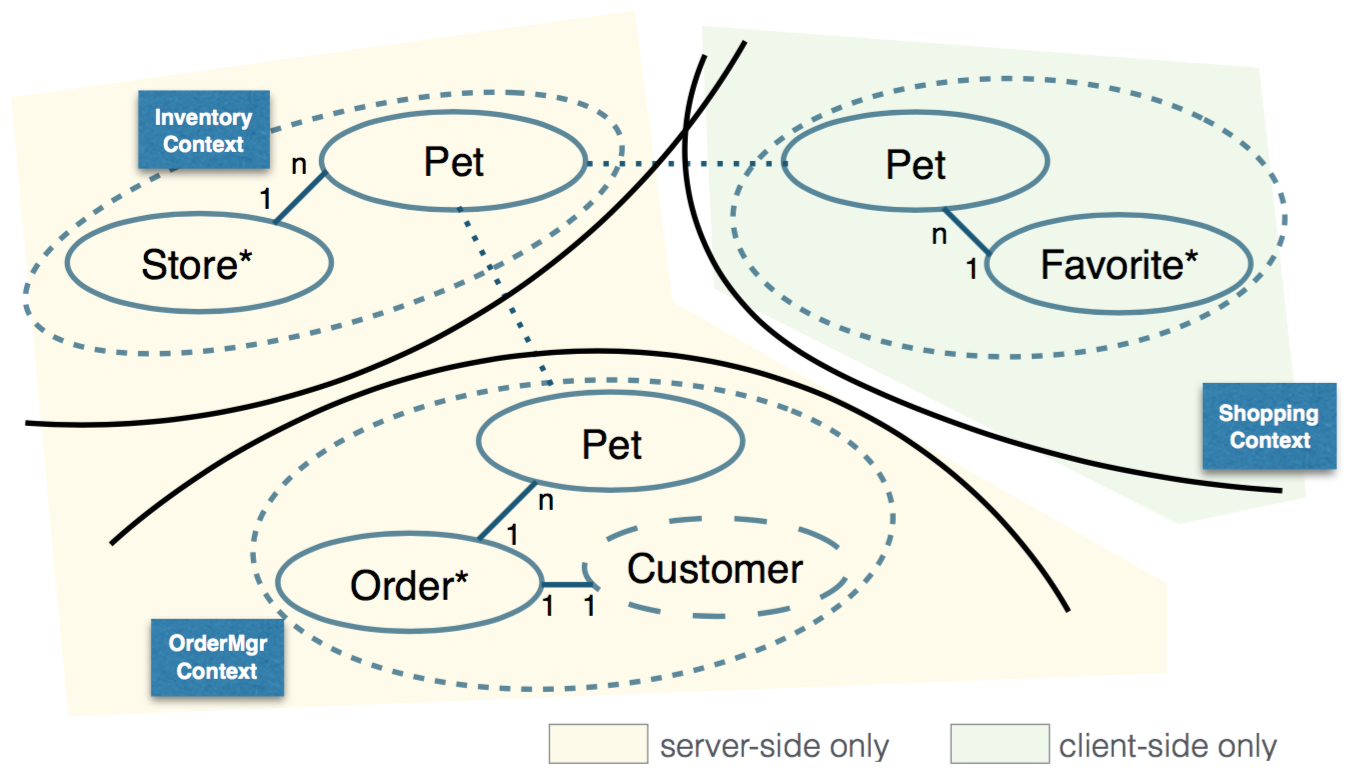 Inventory
Context
Pet
n
1
Store*
Pet
n
1
Favorite*
Shopping
Context
Pet
n
1
Order*
1 1
Customer
OrderMgr
Context
server-side only
client-side only